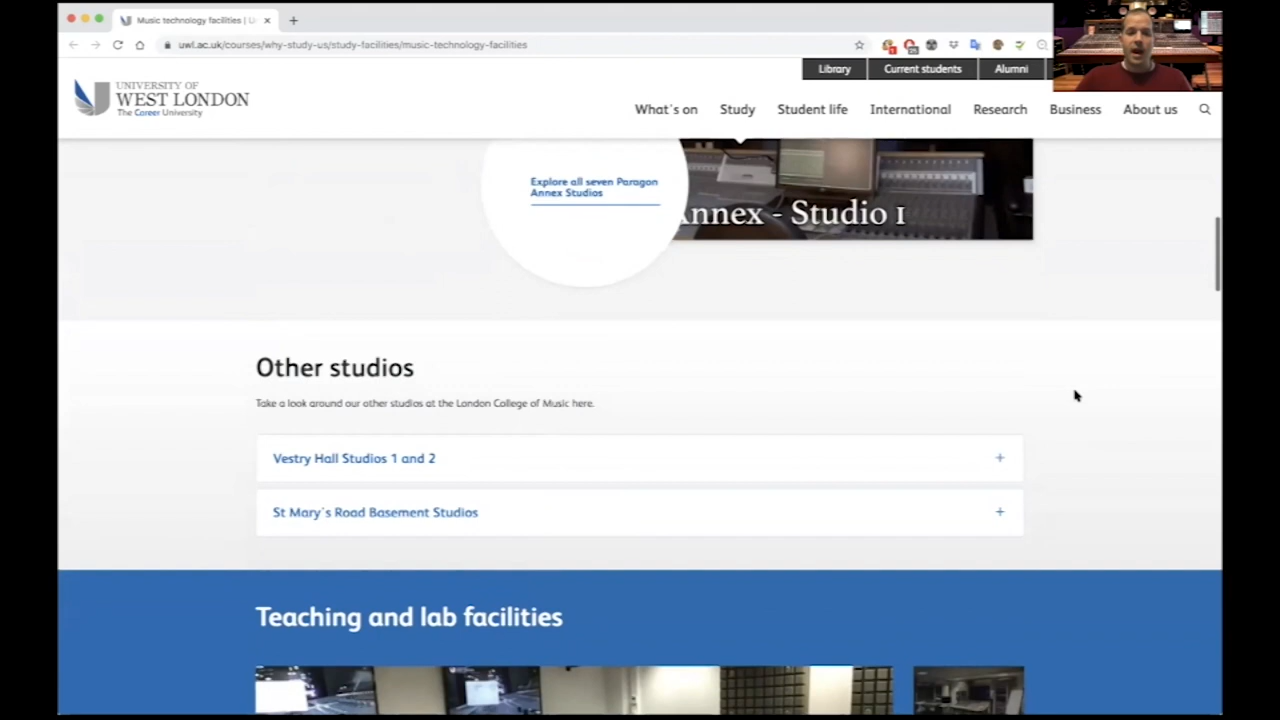 Music technology facilities | U
uwl.ac.uk/courses/why-study-us/study-facilities/music-technology-facilities
Library
Current students
Alumni
UNIVERSITY OF
WEST LONDON
The Career University
What's on
Study
Student life
International
Research
Business
About us
Explore all seven Paragon
Annex Studios
Annex - Studio 1
Other studios
Take a look around our other studios at the London College of Music here.
Vestry Hall Studios 1 and 2
St Mary's Road Basement Studios
Teaching and lab facilities